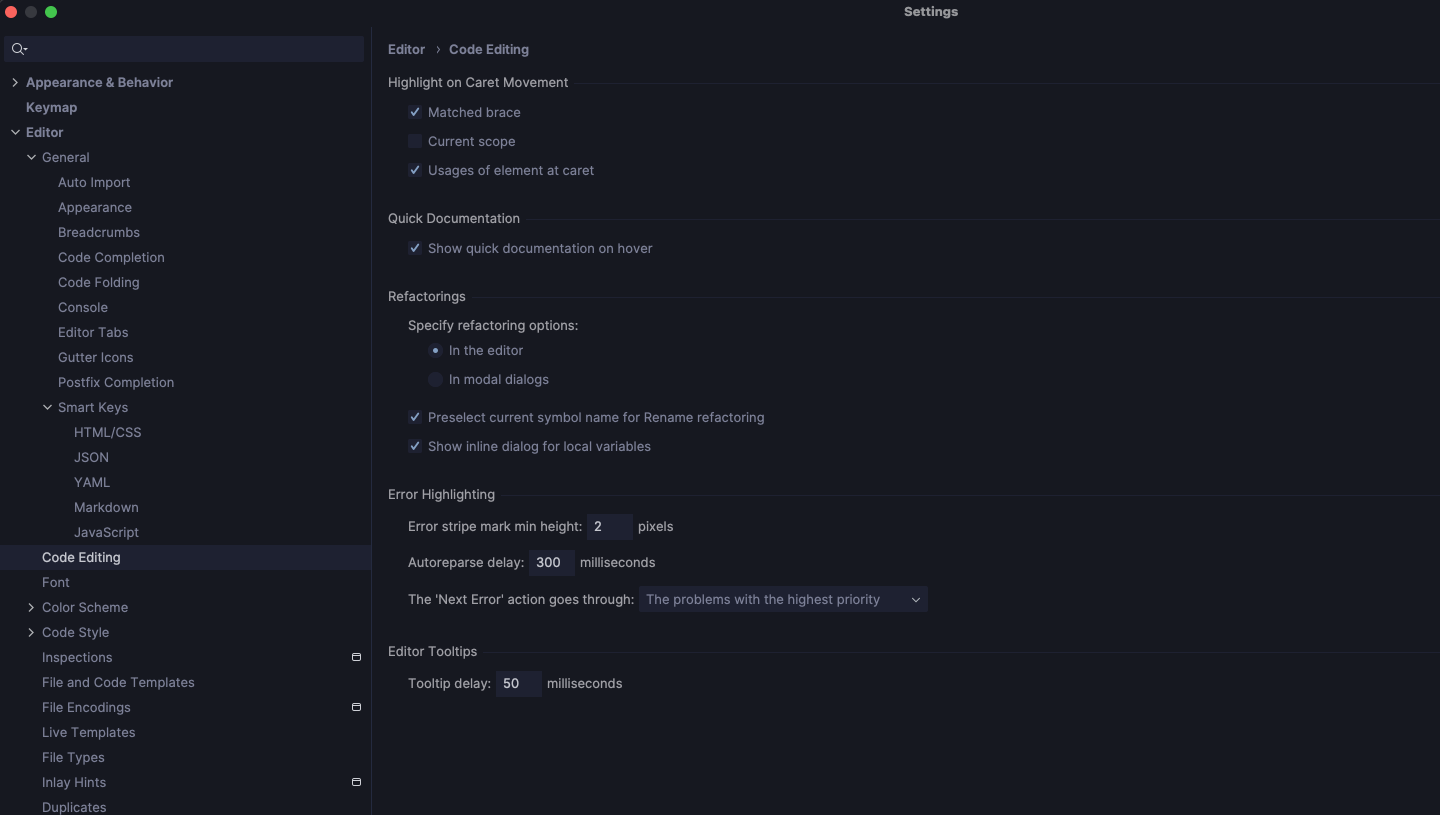 Settings
Appearance & Behavior
Keymap
Editor
General
Auto Import
Appearance
Breadcrumbs
Code Completion
Code Folding
Console
Editor Tabs
Gutter Icons
Postfix Completion
Smart Keys
HTML/CSS
JSON
YAML
Markdown
JavaScript
Code Editing
Font
Color Scheme
Code Style
Inspections
File and Code Templates
File Encodings
Live Templates
File Types
Inlay Hints
Duplicates
Editor › Code Editing
Highlight on Caret Movement
Matched brace
Current scope
Usages of element at caret
Quick Documentation
Show quick documentation on hover
Refactorings
Specify refactoring options:
In the editor
In modal dialogs
Preselect current symbol name for Rename refactoring
Show inline dialog for local variables
Error Highlighting
Error stripe mark min height: 2 pixels
Autoreparse delay: 300 milliseconds
The 'Next Error' action goes through: The problems with the highest priority
Editor Tooltips
Tooltip delay: 50 milliseconds